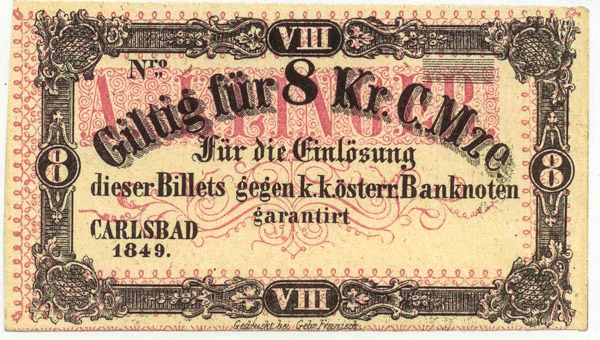 VIII
Nro.
Giltig für 8 Kr. C. Mze.
Für die Einlösung
8
dieser Billets gegen k. k. österr. Banknoten
8
garantirt
CARLSBAD
1849.
VIII
Gedruckt bei Gebr. Franieck.